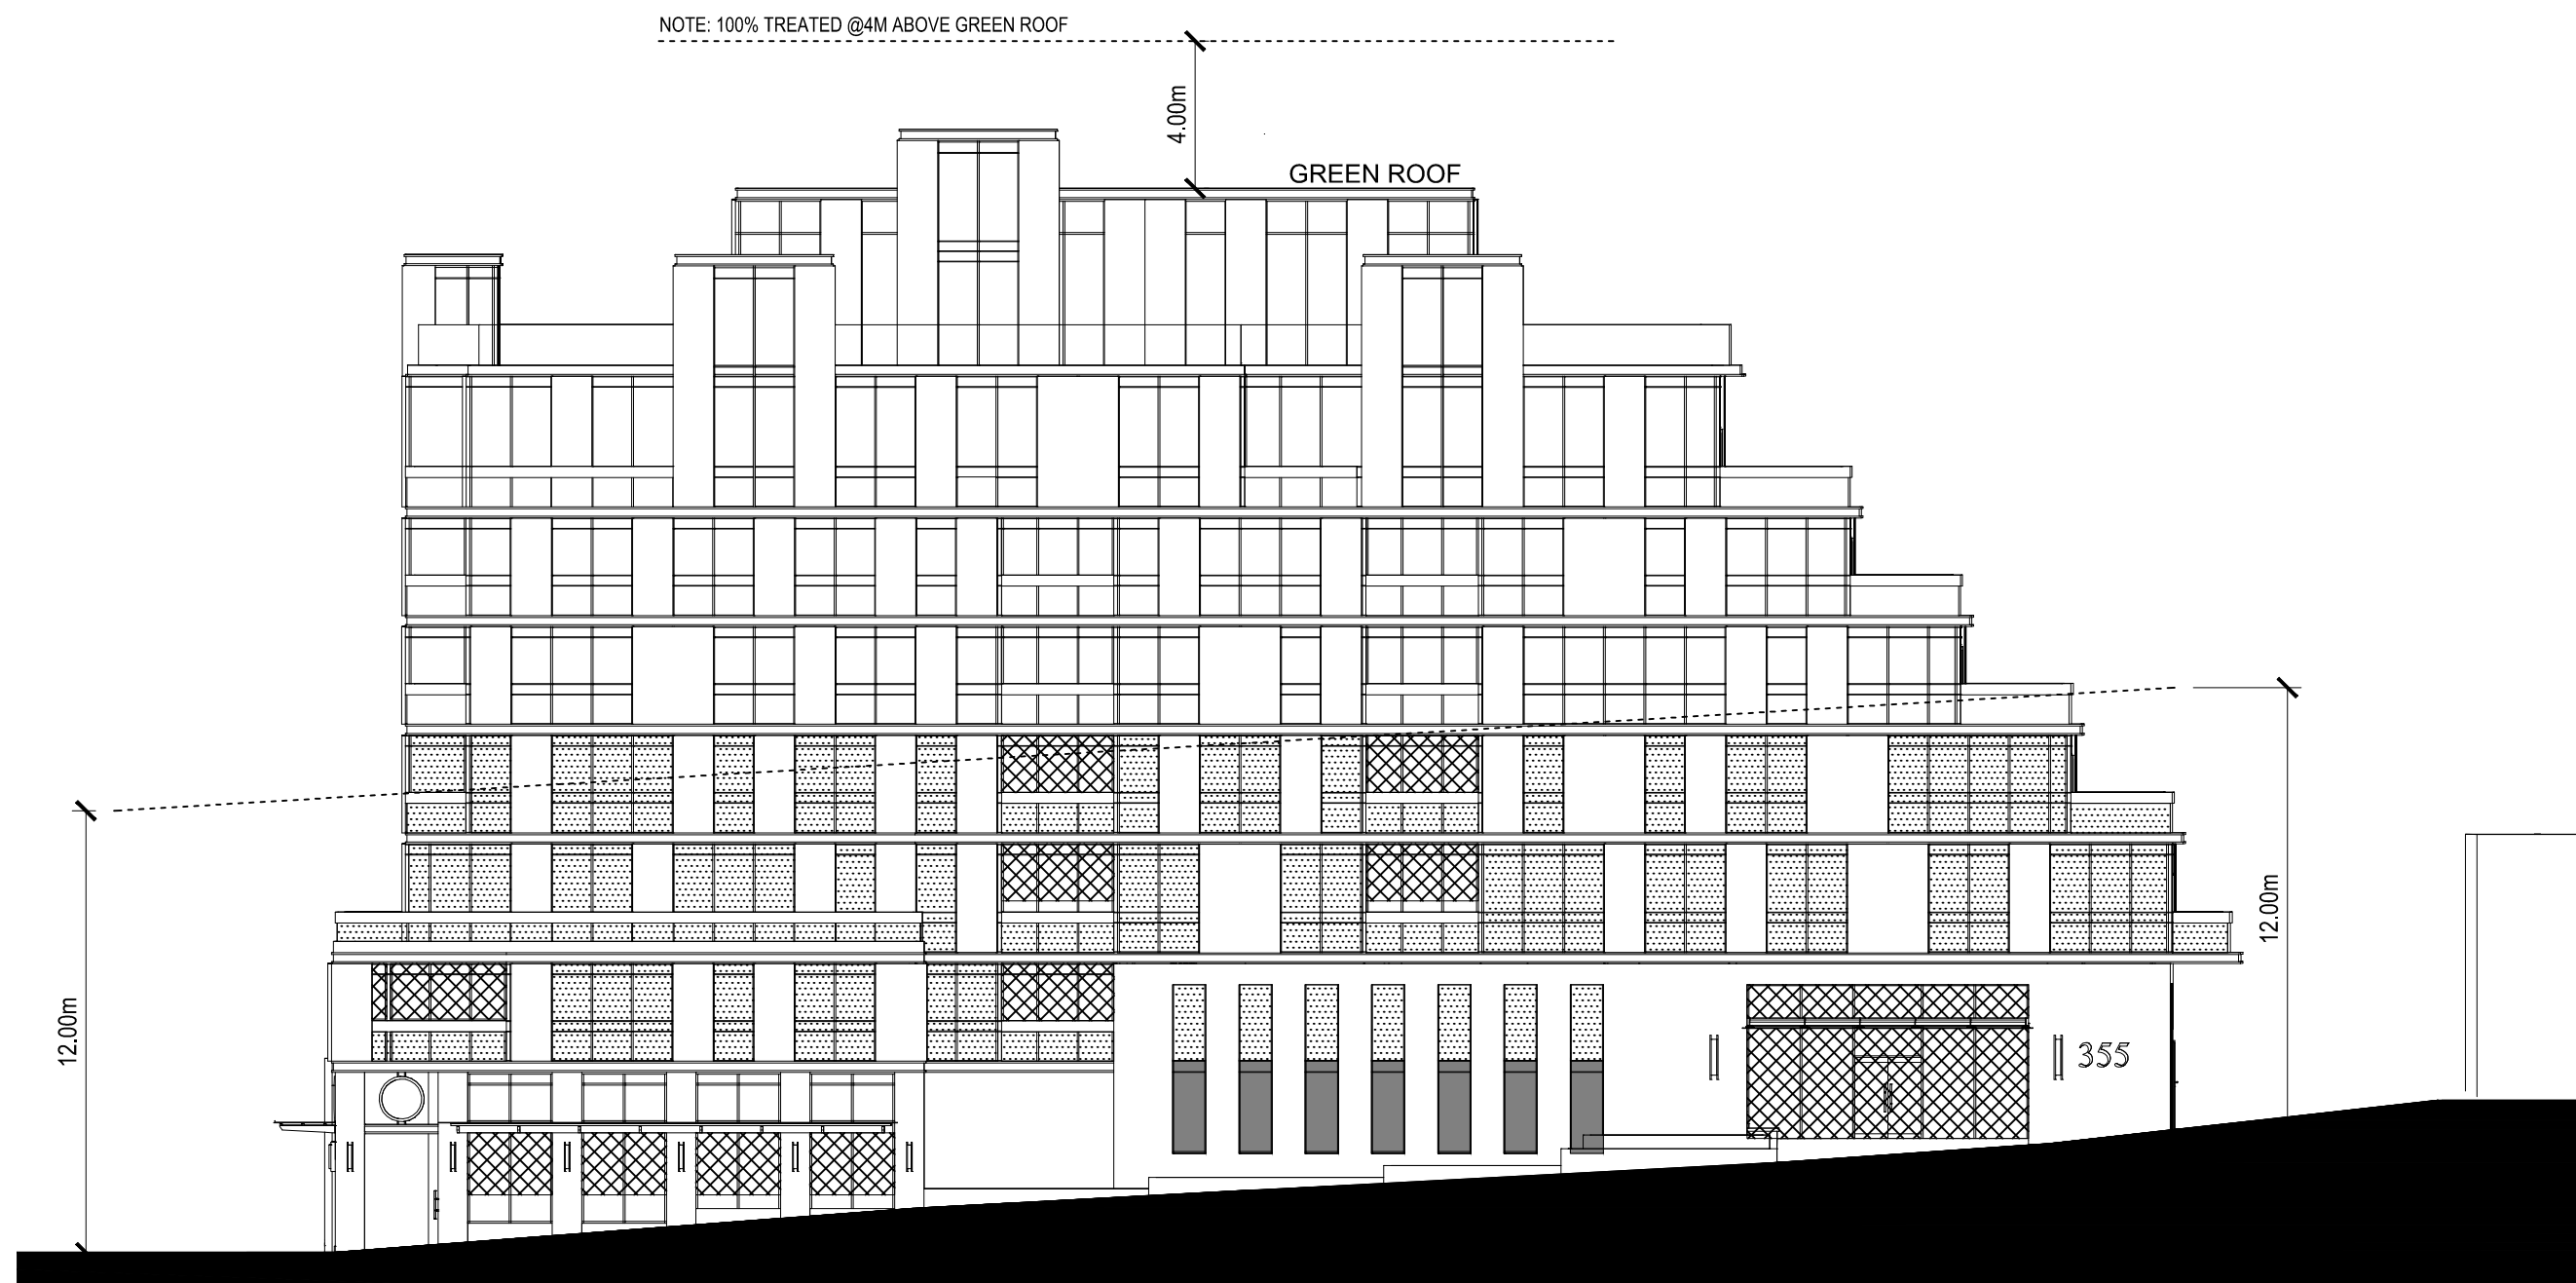 NOTE: 100% TREATED @4M ABOVE GREEN ROOF
4.00m
GREEN ROOF
12.00m
12.00m
355